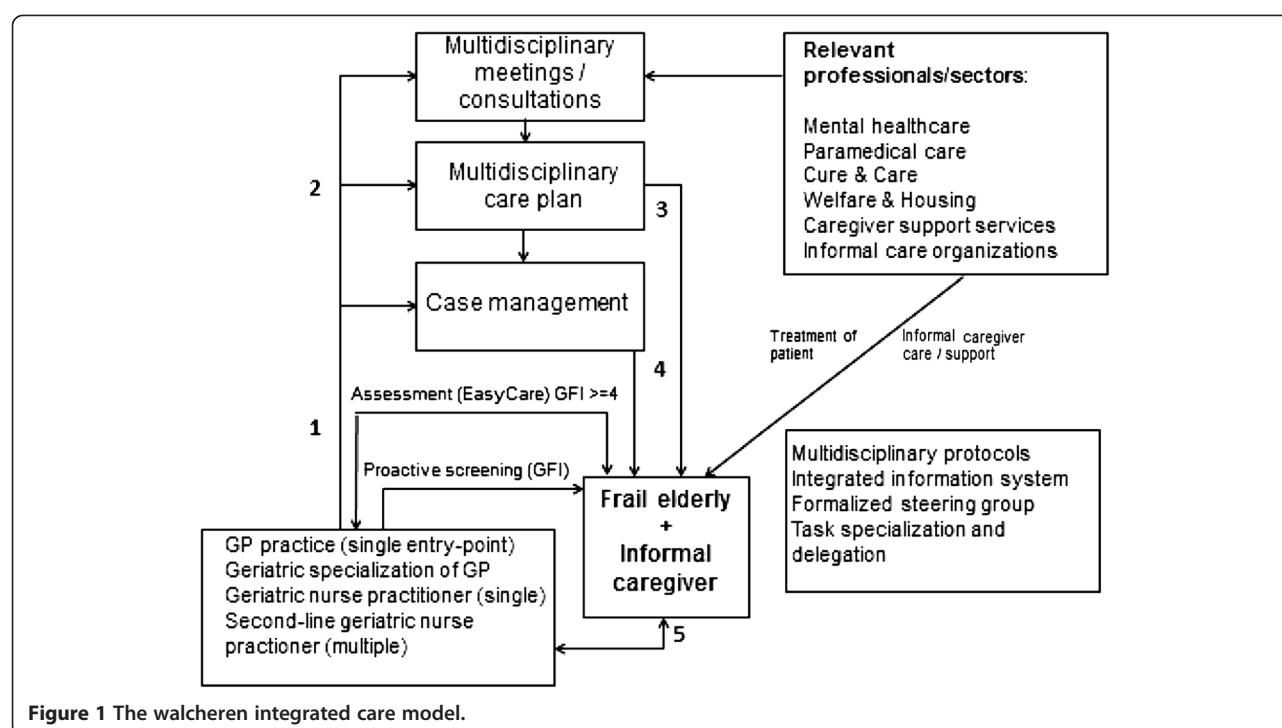 Multidisciplinary
meetings /
consultations
Relevant
professionals/sectors:
Mental healthcare
Paramedical care
Cure & Care
Welfare & Housing
Caregiver support services
Informal care organizations
2
Multidisciplinary
care plan
3
Case management
Treatment of
patient
Informal caregiver
care / support
4
Assessment (EasyCare) GFI >=4
1
Proactive screening (GFI)
Frail elderly
+
Informal
caregiver
Multidisciplinary protocols
Integrated information system
Formalized steering group
Task specialization and
delegation
GP practice (single entry-point)
Geriatric specialization of GP
Geriatric nurse practitioner (single)
Second-line geriatric nurse
practioner (multiple)
5
Figure 1 The walcheren integrated care model.